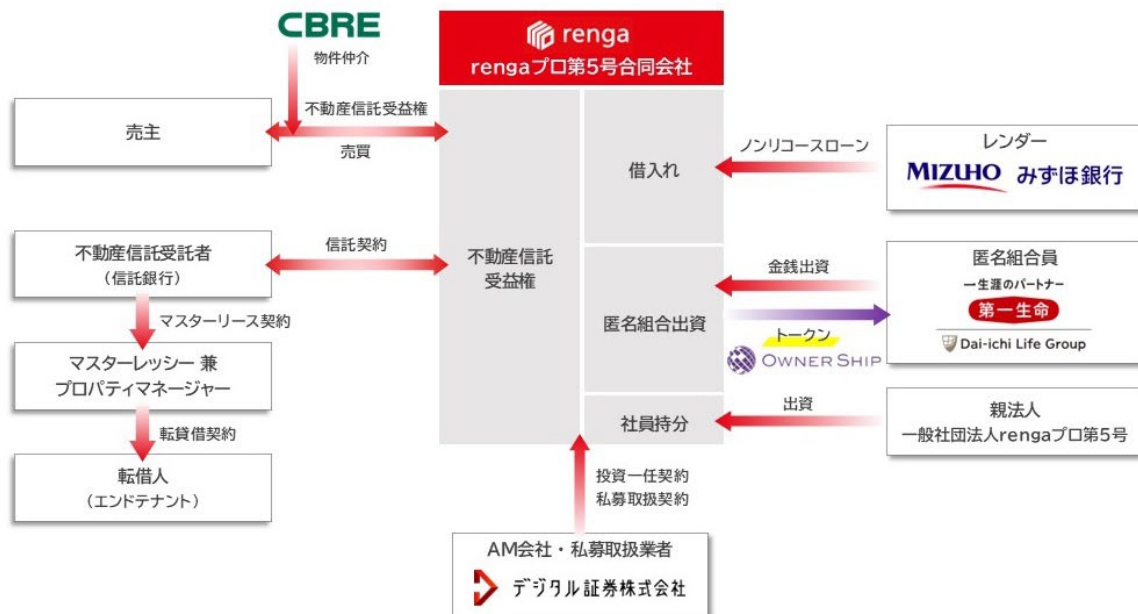 CBRE
物件仲介
renga
rengaプロ第5号合同会社
売主
不動産信託受益権
売買
借入れ
ノンリコースローン
レンダー
MIZUHO みずほ銀行
不動産信託受託者
(信託銀行)
信託契約
不動産信託
受益権
匿名組合出資
金銭出資
トークン
OWNERSHIP
匿名組合員
一生涯のパートナー
第一生命
Dai-ichi Life Group
マスターリース契約
マスターレッシー 兼
プロパティマネージャー
転貸借契約
転借人
(エンドテナント)
社員持分
出資
親法人
一般社団法人rengaプロ第5号
投資一任契約
私募取扱契約
AM会社・私募取扱業者
デジタル証券株式会社